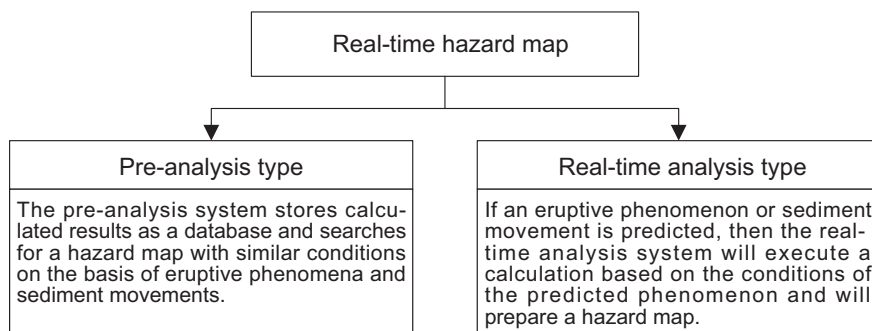 Real-time hazard map
Pre-analysis type
The pre-analysis system stores calcu-
lated results as a database and searches
for a hazard map with similar conditions
on the basis of eruptive phenomena and
sediment movements.
Real-time analysis type
If an eruptive phenomenon or sediment
movement is predicted, then the real-
time analysis system will execute a
calculation based on the conditions of
the predicted phenomenon and will
prepare a hazard map.